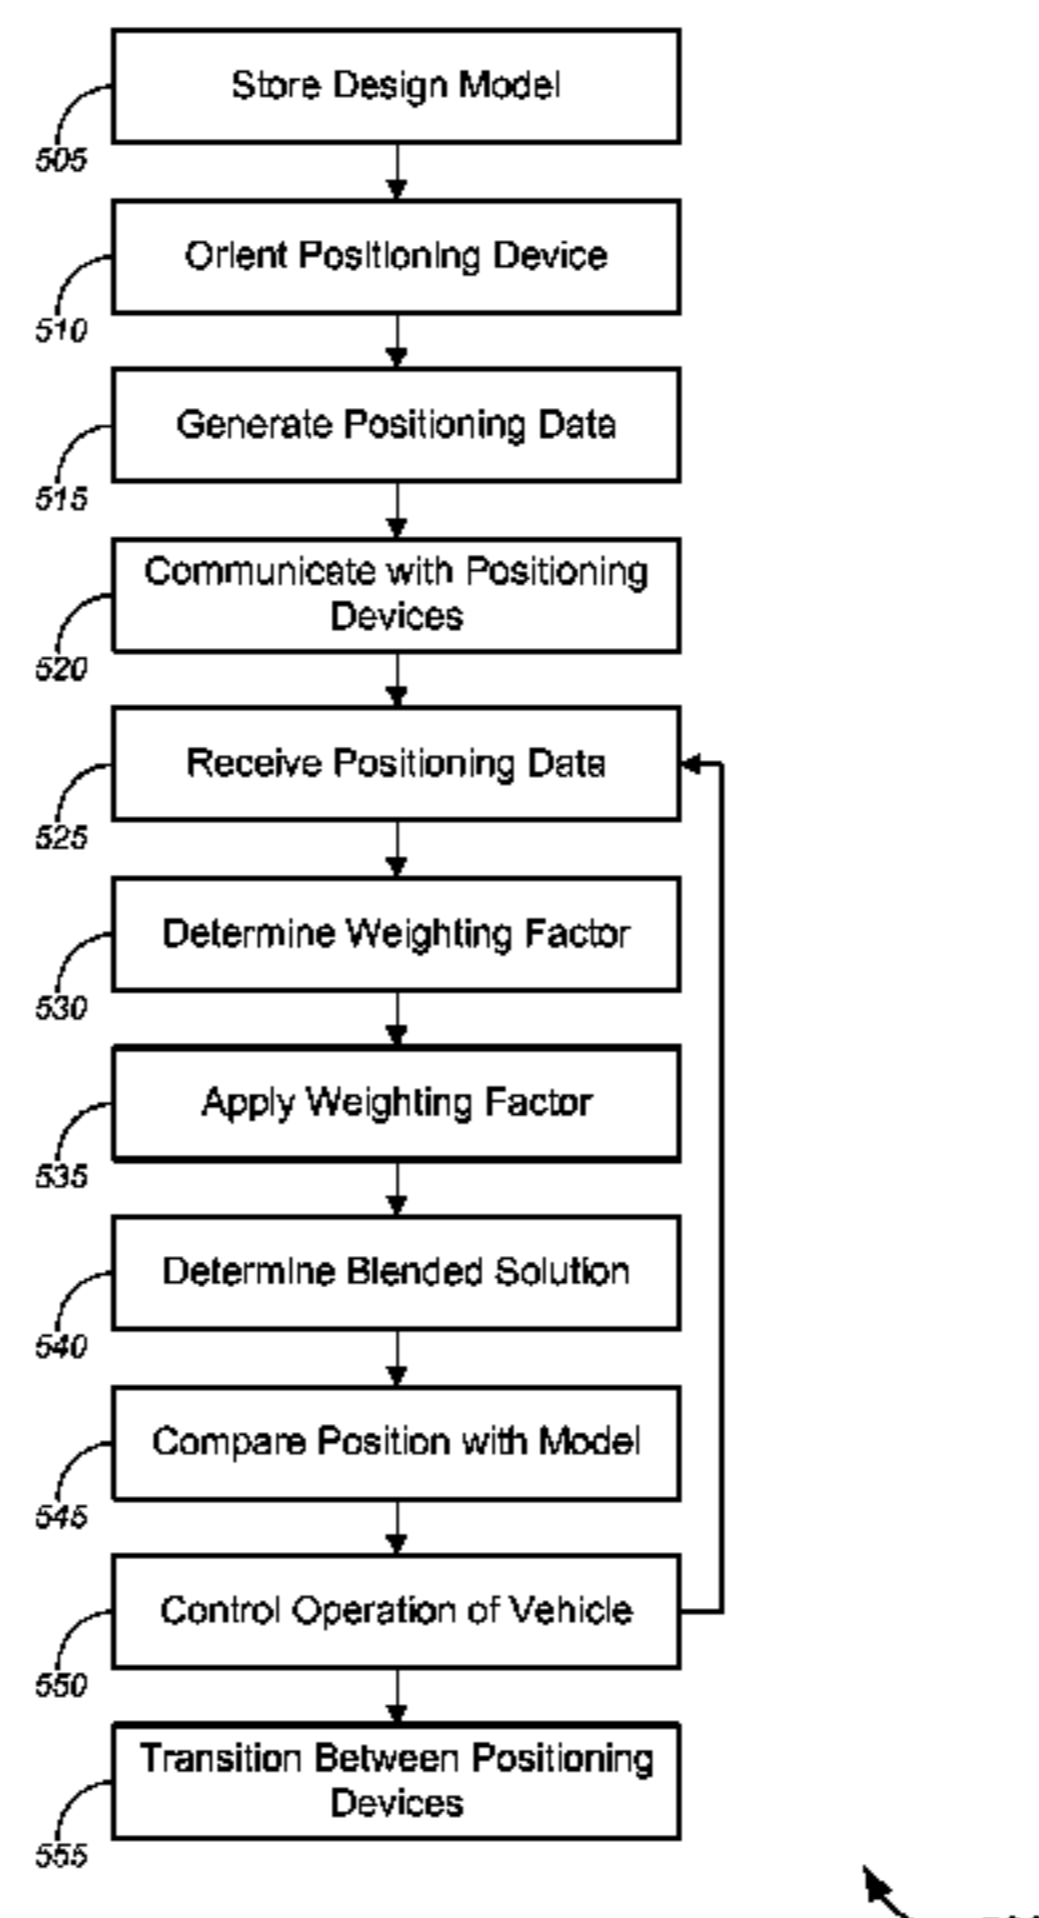 Store Design Model
505
Orient Positioning Device
510
Generate Positioning Data
515
Communicate with Positioning
Devices
520
Receive Positioning Data
525
Determine Weighting Factor
530
Apply Weighting Factor
535
Determine Blended Solution
540
Compare Position with Model
545
Control Operation of Vehicle
550
Transition Between Positioning
Devices
555